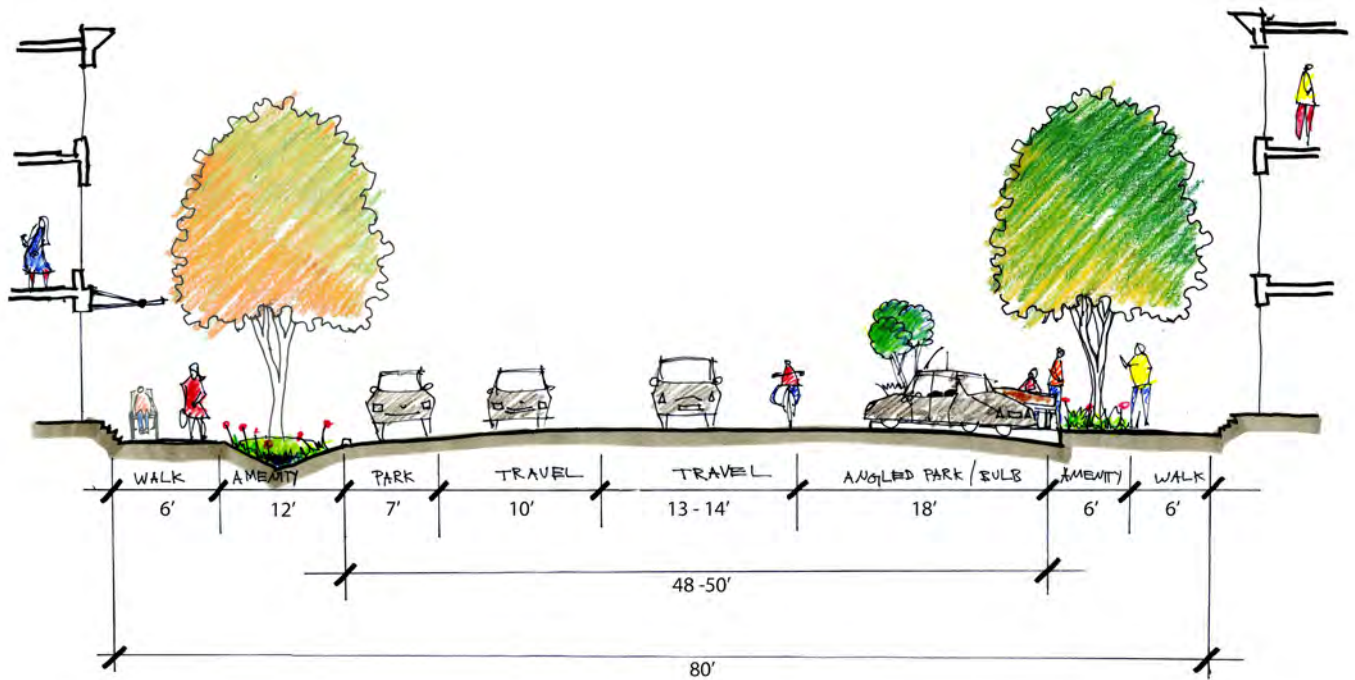 WALK AMENITY PARK TRAVEL TRAVEL ANGLED PARK / BULB AMENITY WALK
6' 12' 7' 10' 13 - 14' 18' 6' 6'
48 -50'
80'